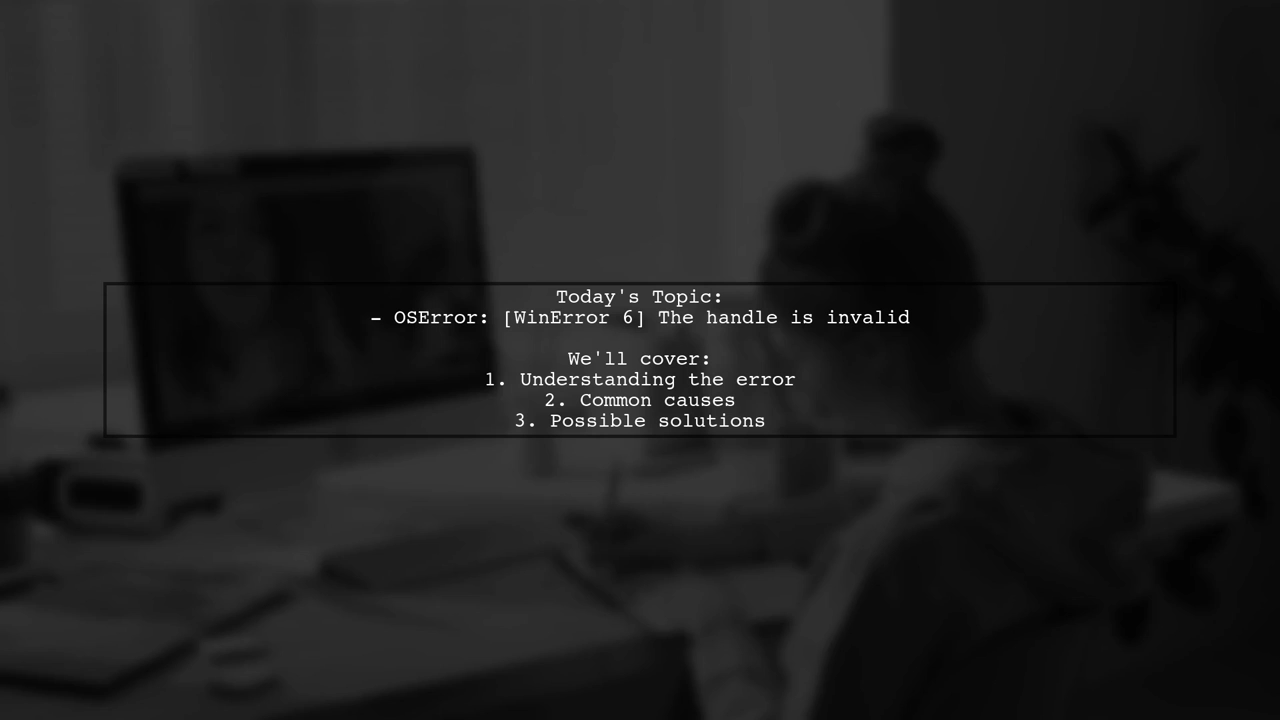 Today's Topic:
- OSError: [WinError 6] The handle is invalid
We'll cover:
1. Understanding the error
2. Common causes
3. Possible solutions